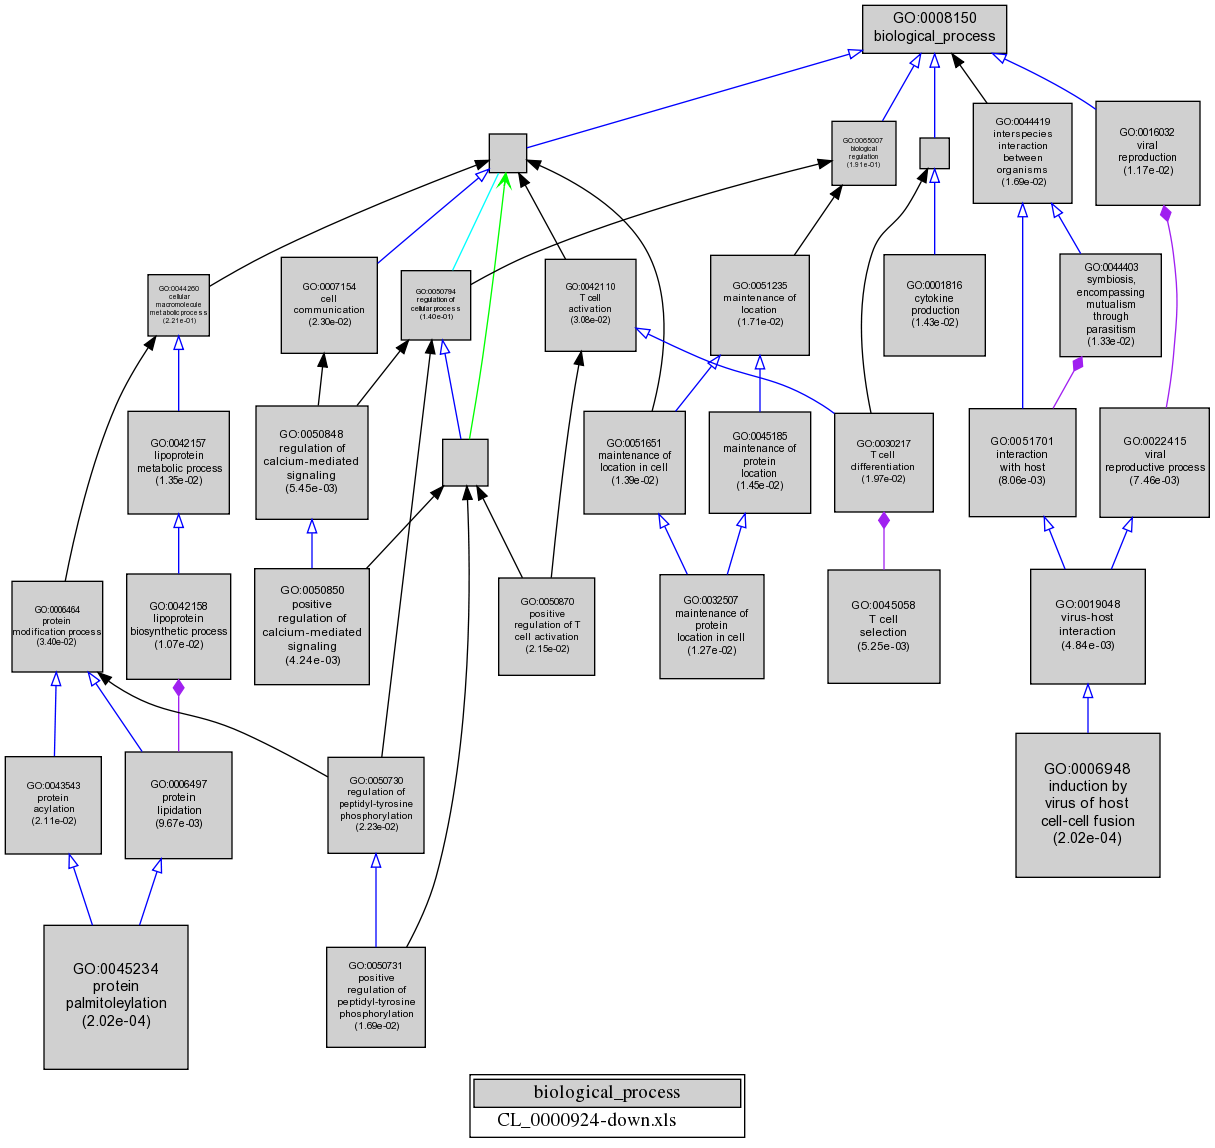 GO:0008150
biological_process
GO:0065007
biological
regulation
(1.91e-01)
GO:0044419
interspecies
interaction
between
organisms
(1.69e-02)
GO:0016032
viral
reproduction
(1.17e-02)
GO:0044260
cellular
macromolecule
metabolic process
(2.21e-01)
GO:0007154
cell
communication
(2.30e-02)
GO:0050794
regulation of
cellular process
(1.40e-01)
GO:0042110
T cell
activation
(3.08e-02)
GO:0051235
maintenance of
location
(1.71e-02)
GO:0001816
cytokine
production
(1.43e-02)
GO:0044403
symbiosis,
encompassing
mutualism
through
parasitism
(1.33e-02)
GO:0042157
lipoprotein
metabolic process
(1.35e-02)
GO:0050848
regulation of
calcium-mediated
signaling
(5.45e-03)
GO:0051651
maintenance of
location in cell
(1.39e-02)
GO:0045185
maintenance of
protein
location
(1.45e-02)
GO:0030217
T cell
differentiation
(1.97e-02)
GO:0051701
interaction
with host
(8.06e-03)
GO:0022415
viral
reproductive process
(7.46e-03)
GO:0006464
protein
modification process
(3.40e-02)
GO:0042158
lipoprotein
biosynthetic process
(1.07e-02)
GO:0050850
positive
regulation of
calcium-mediated
signaling
(4.24e-03)
GO:0050870
positive
regulation of T
cell activation
(2.15e-02)
GO:0032507
maintenance of
protein
location in cell
(1.27e-02)
GO:0045058
T cell
selection
(5.25e-03)
GO:0019048
virus-host
interaction
(4.84e-03)
GO:0043543
protein
acylation
(2.11e-02)
GO:0006497
protein
lipidation
(9.67e-03)
GO:0050730
regulation of
peptidyl-tyrosine
phosphorylation
(2.23e-02)
GO:0006948
induction by
virus of host
cell-cell fusion
(2.02e-04)
GO:0045234
protein
palmitoleylation
(2.02e-04)
GO:0050731
positive
regulation of
peptidyl-tyrosine
phosphorylation
(1.69e-02)
biological_process
CL_0000924-down.xls